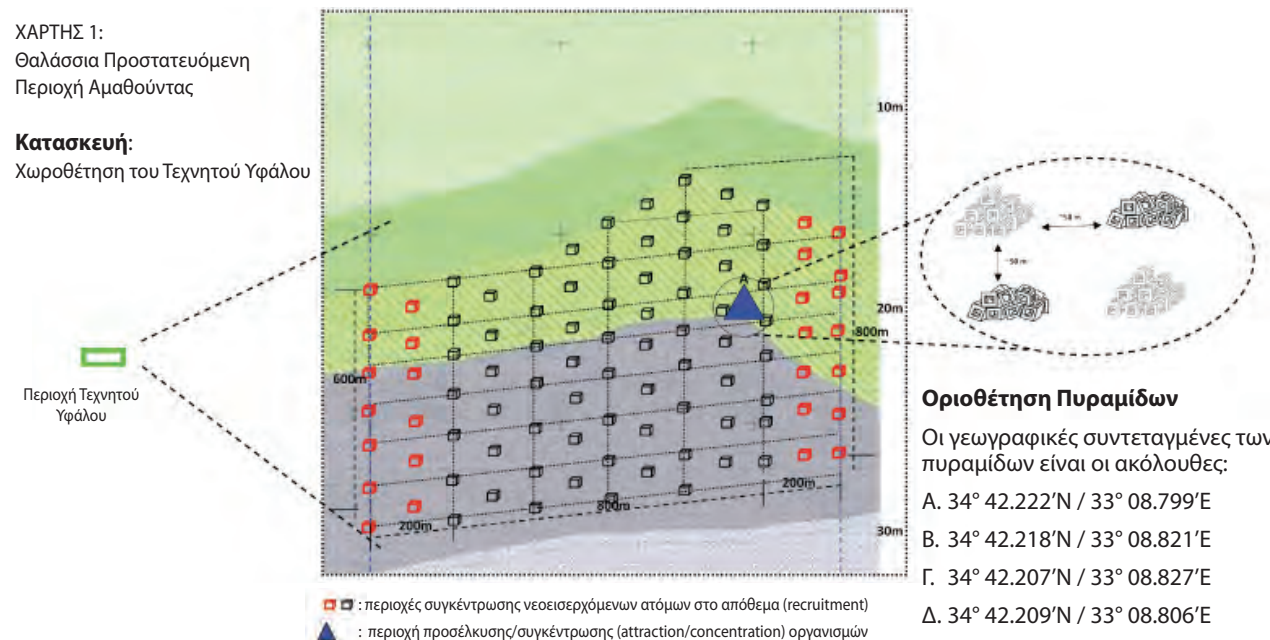 ΧΑΡΤΗΣ 1:
Θαλάσσια Προστατευόμενη
Περιοχή Αμαθούντας
Κατασκευή:
Χωροθέτηση του Τεχνητού Υφάλου
Περιοχή Τεχνητού
Υφάλου
10m
A
20m
800m
600m
200m
800m
200m
30m
~50 m
~50 m
Οριοθέτηση Πυραμίδων
Οι γεωγραφικές συντεταγμένες των
πυραμίδων είναι οι ακόλουθες:
Α. 34° 42.222’N / 33° 08.799’E
Β. 34° 42.218’N / 33° 08.821’E
Γ. 34° 42.207’N / 33° 08.827’E
Δ. 34° 42.209’N / 33° 08.806’E
: περιοχές συγκέντρωσης νεοεισερχόμενων ατόμων στο απόθεμα (recruitment)
: περιοχή προσέλκυσης/συγκέντρωσης (attraction/concentration) οργανισμών